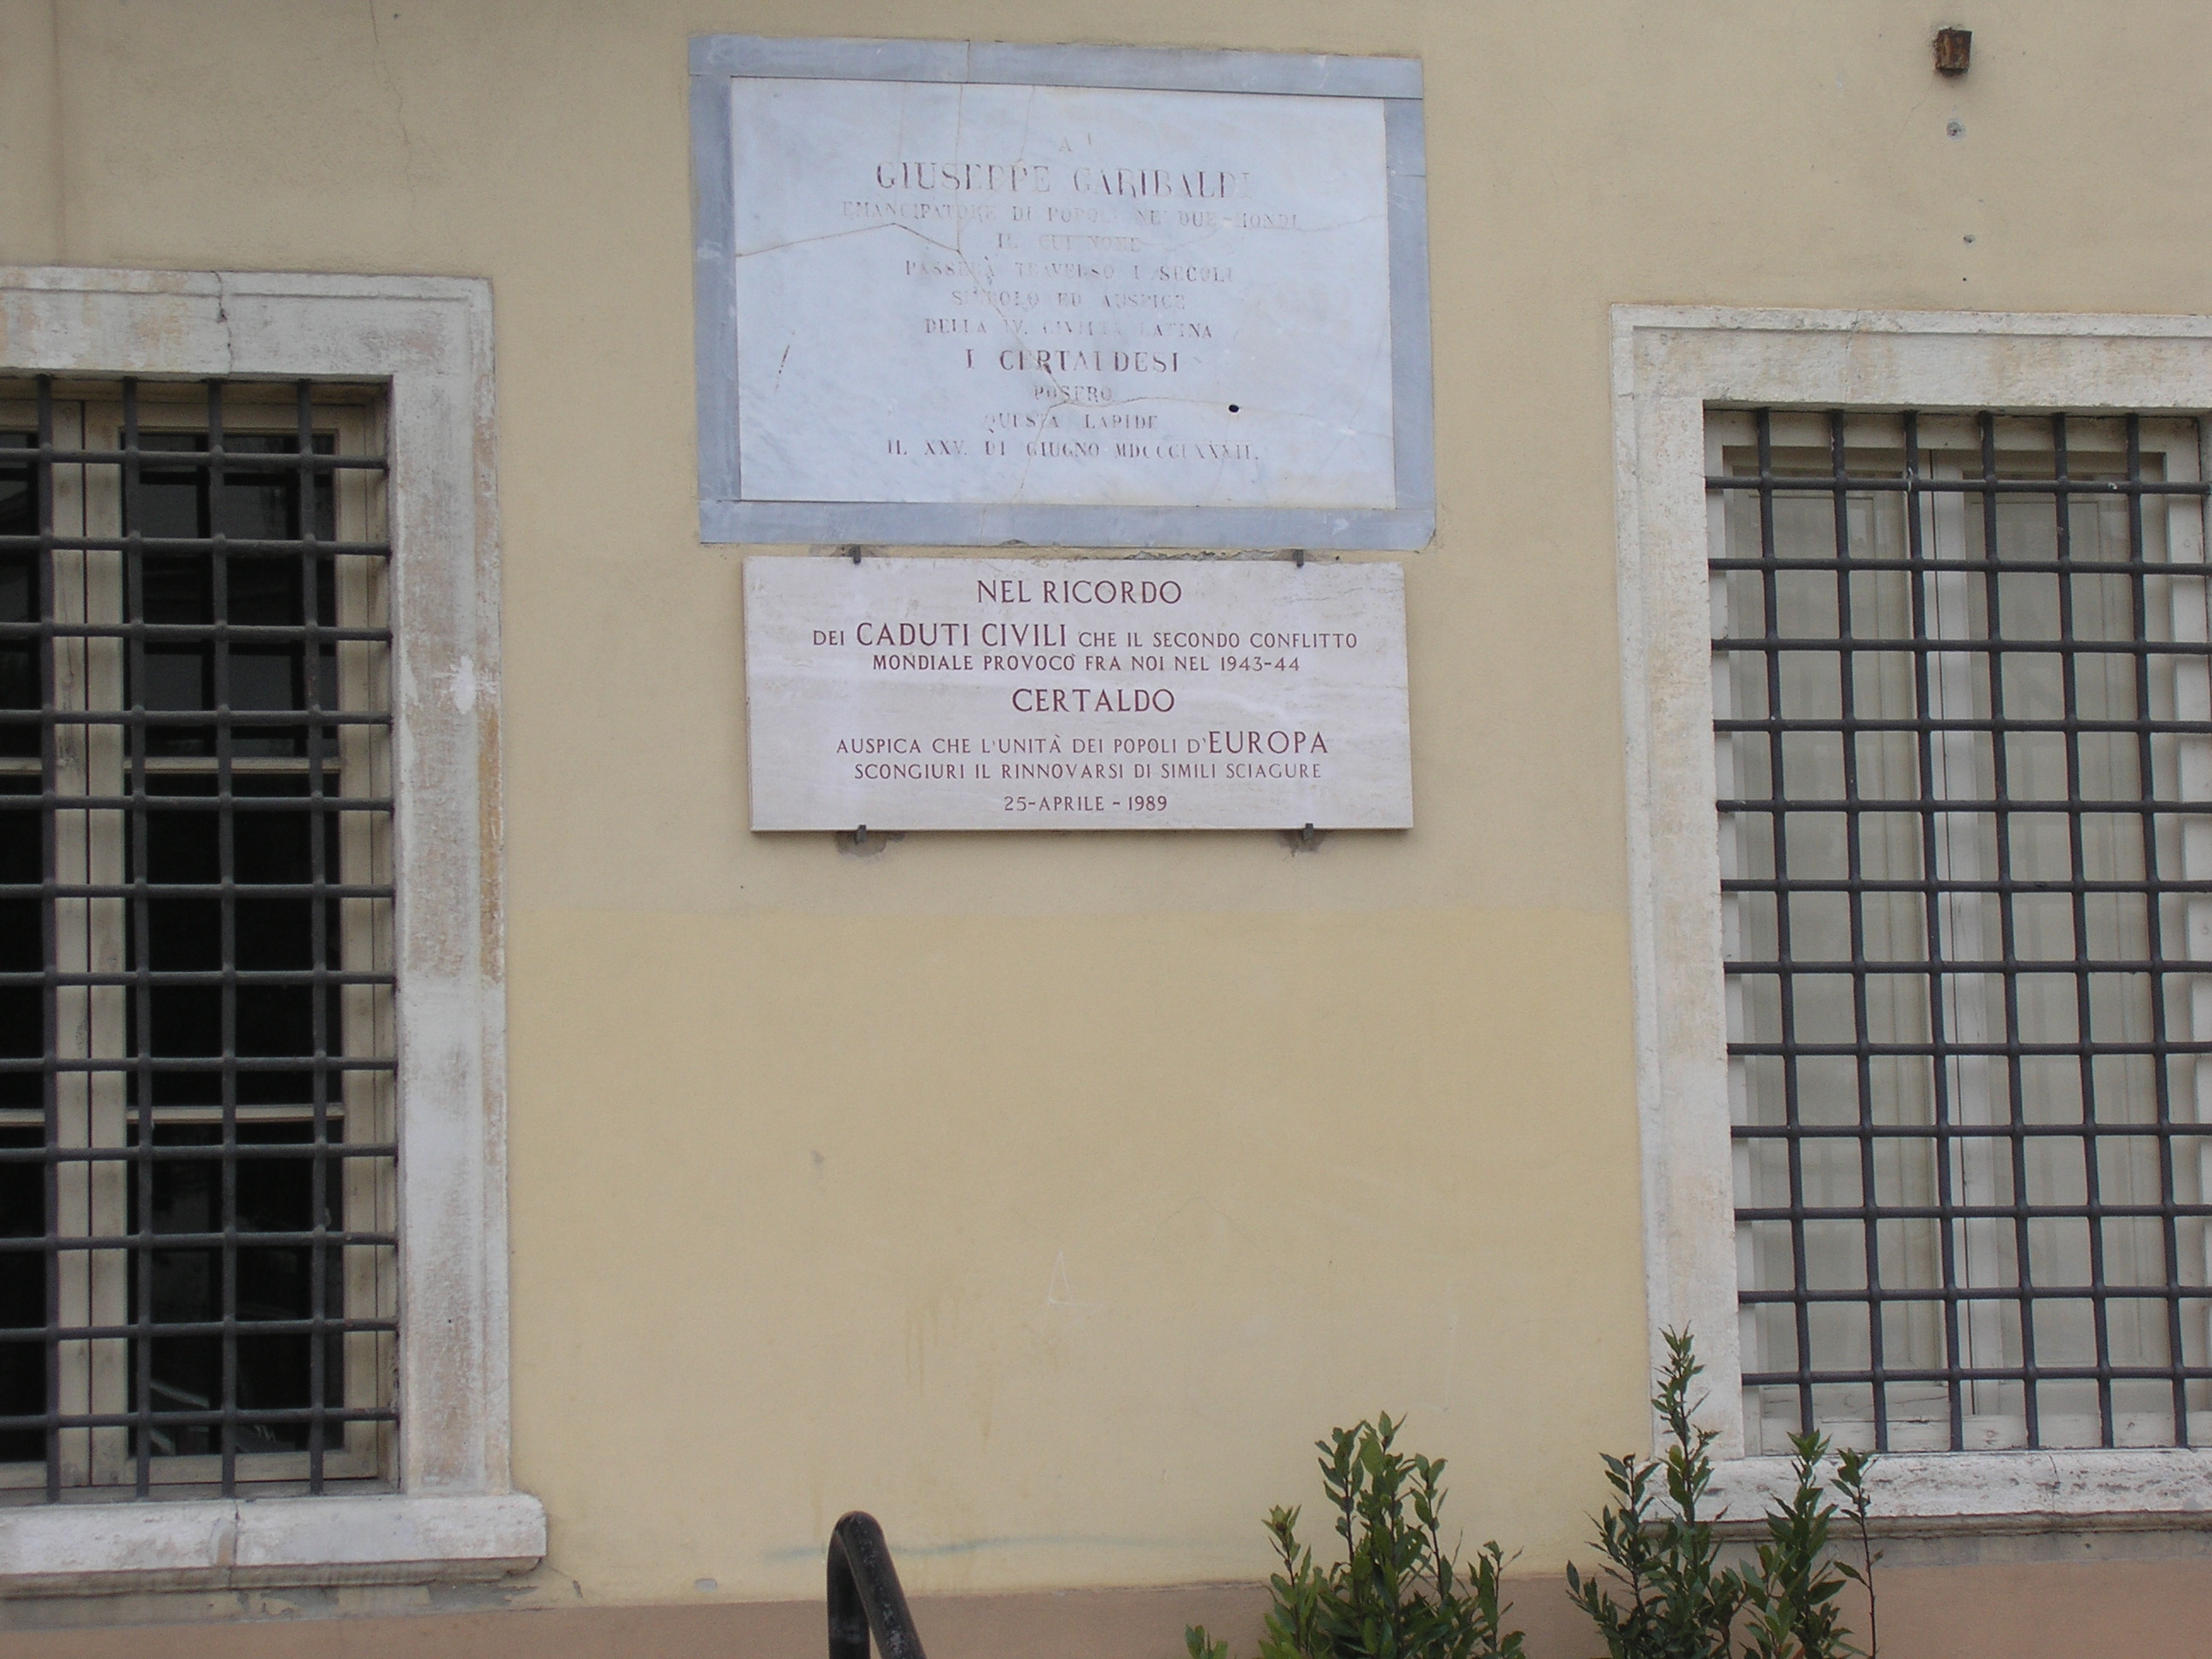 A
GIUSEPPE GARIBALDI
EMANCIPATORE DI POPOLI NE' DUE MONDI
IL CUI NOME
PASSERÀ TRAVERSO I SECOLI
SIMBOLO ED AUSPICE
DELLA IV. CIVILTÀ LATINA
I CERTALDESI
POSERO
QUESTA LAPIDE
IL XXV. DI GIUGNO MDCCCLXXXII.
NEL RICORDO
DEI CADUTI CIVILI CHE IL SECONDO CONFLITTO
MONDIALE PROVOCÒ FRA NOI NEL 1943-44
CERTALDO
AUSPICA CHE L'UNITÀ DEI POPOLI D'EUROPA
SCONGIURI IL RINNOVARSI DI SIMILI SCIAGURE
25-APRILE - 1989